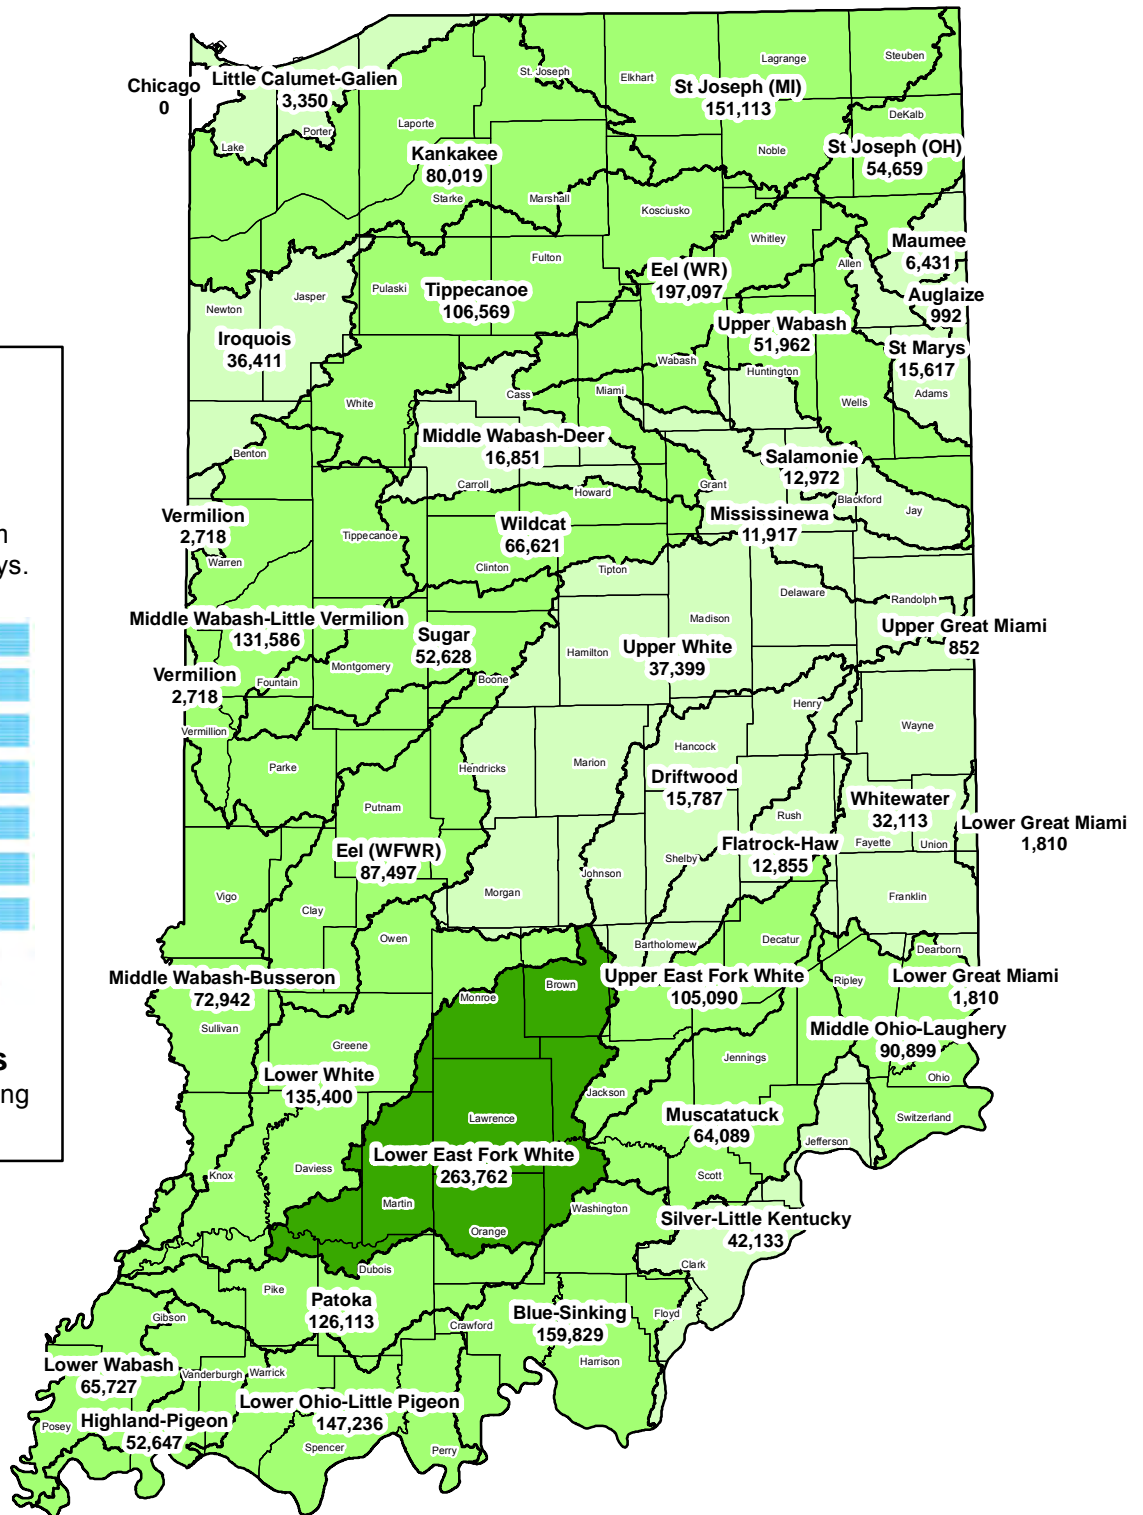 Steuben
Lagrange
St. Joseph
Elkhart
Little Calumet-Galien
3,350
Chicago
0
St Joseph (MI)
151,113
DeKalb
Laporte
Porter
Lake
St Joseph (OH)
54,659
Noble
Kankakee
80,019
Starke
Marshall
Kosciusko
Whitley
Maumee
6,431
Allen
Fulton
Eel (WR)
197,097
Pulaski
Jasper
Tippecanoe
106,569
Auglaize
992
Newton
Iroquois
36,411
Upper Wabash
51,962
St Marys
15,617
Wabash
Huntington
Miami
Cass
Adams
White
Wells
Middle Wabash-Deer
16,851
Benton
Salamonie
12,972
Carroll
Howard
Grant
Blackford
Jay
Vermilion
2,718
Wildcat
66,621
Mississinewa
11,917
Tippecanoe
Warren
Clinton
Tipton
ys.
Delaware
Randolph
Middle Wabash-Little Vermilion
131,586
Madison
Sugar
52,628
Upper Great Miami
852
Hamilton
Upper White
37,399
Montgomery
Vermilion
2,718
Fountain
Boone
Henry
Wayne
Vermillion
Hancock
Parke
Hendricks
Marion
Driftwood
15,787
Putnam
Whitewater
32,113
Rush
Lower Great Miami
1,810
Flatrock-Haw
12,855
Fayette
Union
Eel (WFWR)
87,497
Shelby
Johnson
Morgan
Vigo
Clay
Franklin
Owen
Bartholomew
Decatur
Dearborn
Middle Wabash-Busseron
72,942
Brown
Upper East Fork White
105,090
Ripley
Lower Great Miami
1,810
Monroe
Sullivan
Middle Ohio-Laughery
90,899
Greene
Jennings
s
Lower White
135,400
Ohio
ng
Jackson
Lawrence
Muscatatuck
64,089
Switzerland
Jefferson
Lower East Fork White
263,762
Daviess
Knox
Scott
Martin
Washington
Orange
Silver-Little Kentucky
42,133
Dubois
Clark
Pike
Patoka
126,113
Gibson
Crawford
Blue-Sinking
159,829
Floyd
Harrison
Lower Wabash
65,727
Vanderburgh
Warrick
Lower Ohio-Little Pigeon
147,236
Posey
Highland-Pigeon
52,647
Spencer
Perry